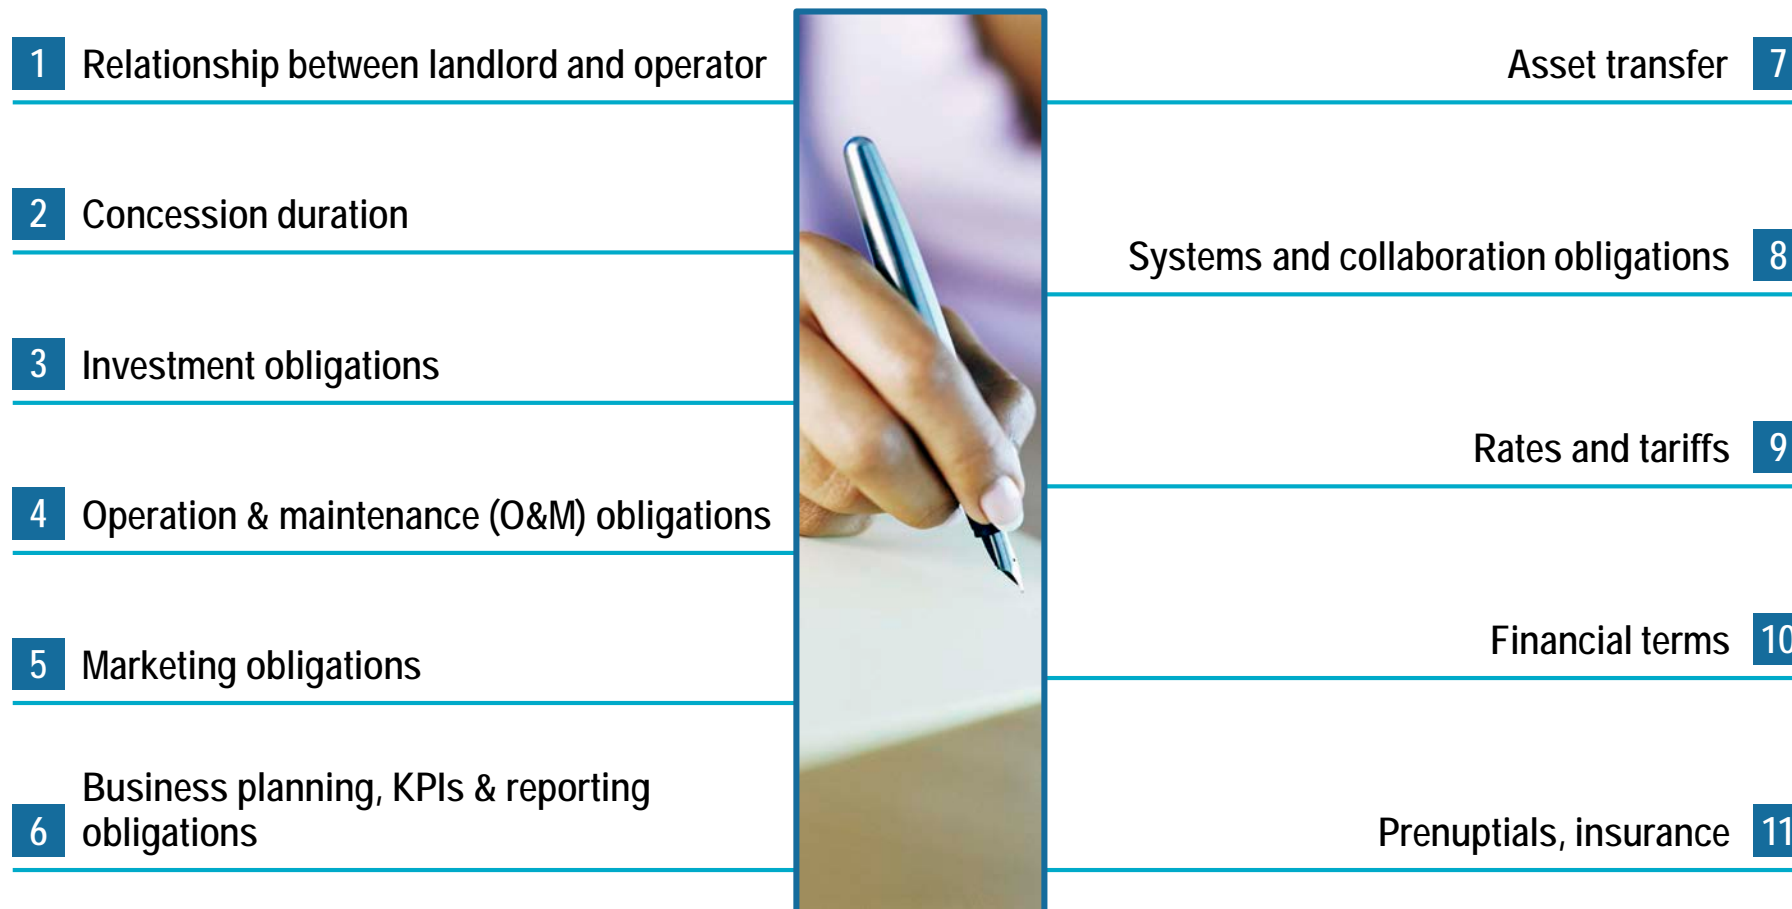 1 Relationship between landlord and operator
2 Concession duration
3 Investment obligations
4 Operation & maintenance (O&M) obligations
5 Marketing obligations
Business planning, KPIs & reporting
6 obligations
Asset transfer 7
Systems and collaboration obligations 8
Rates and tariffs 9
Financial terms 10
Prenuptials, insurance 11